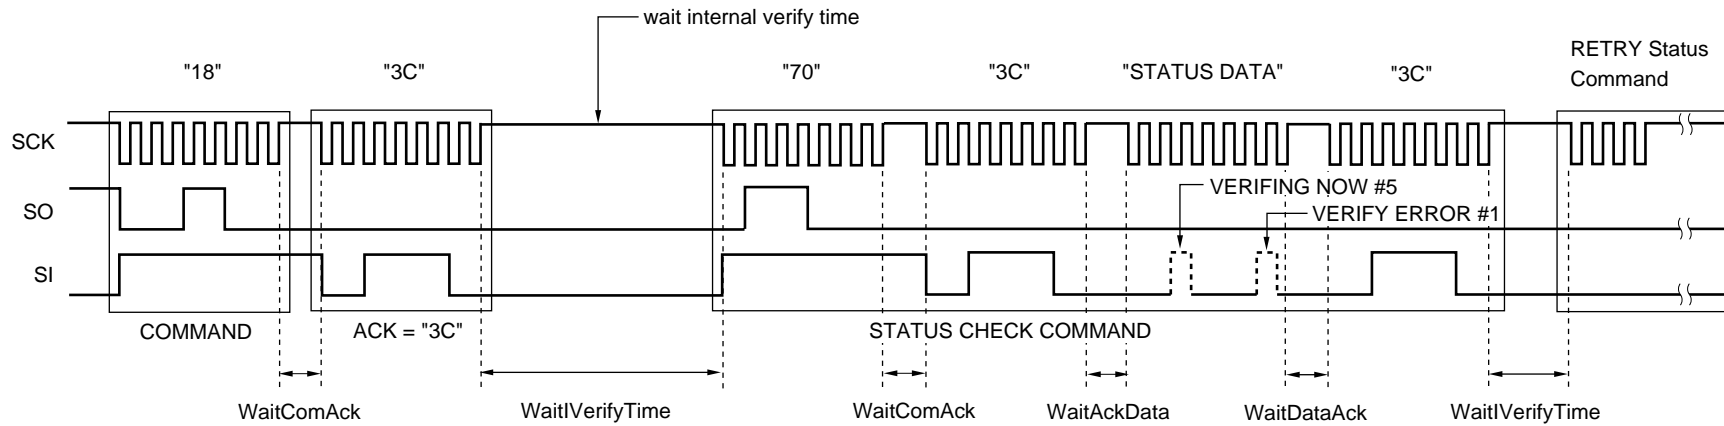 wait internal verify time
"18"
"3C"
"70"
"3C"
"STATUS DATA"
"3C"
RETRY Status
Command
SCK
SO
VERIFING NOW #5
VERIFY ERROR #1
SI
COMMAND
ACK = "3C"
STATUS CHECK COMMAND
WaitComAck
WaitIVerifyTime
WaitComAck
WaitAckData
WaitDataAck
WaitIVerifyTime